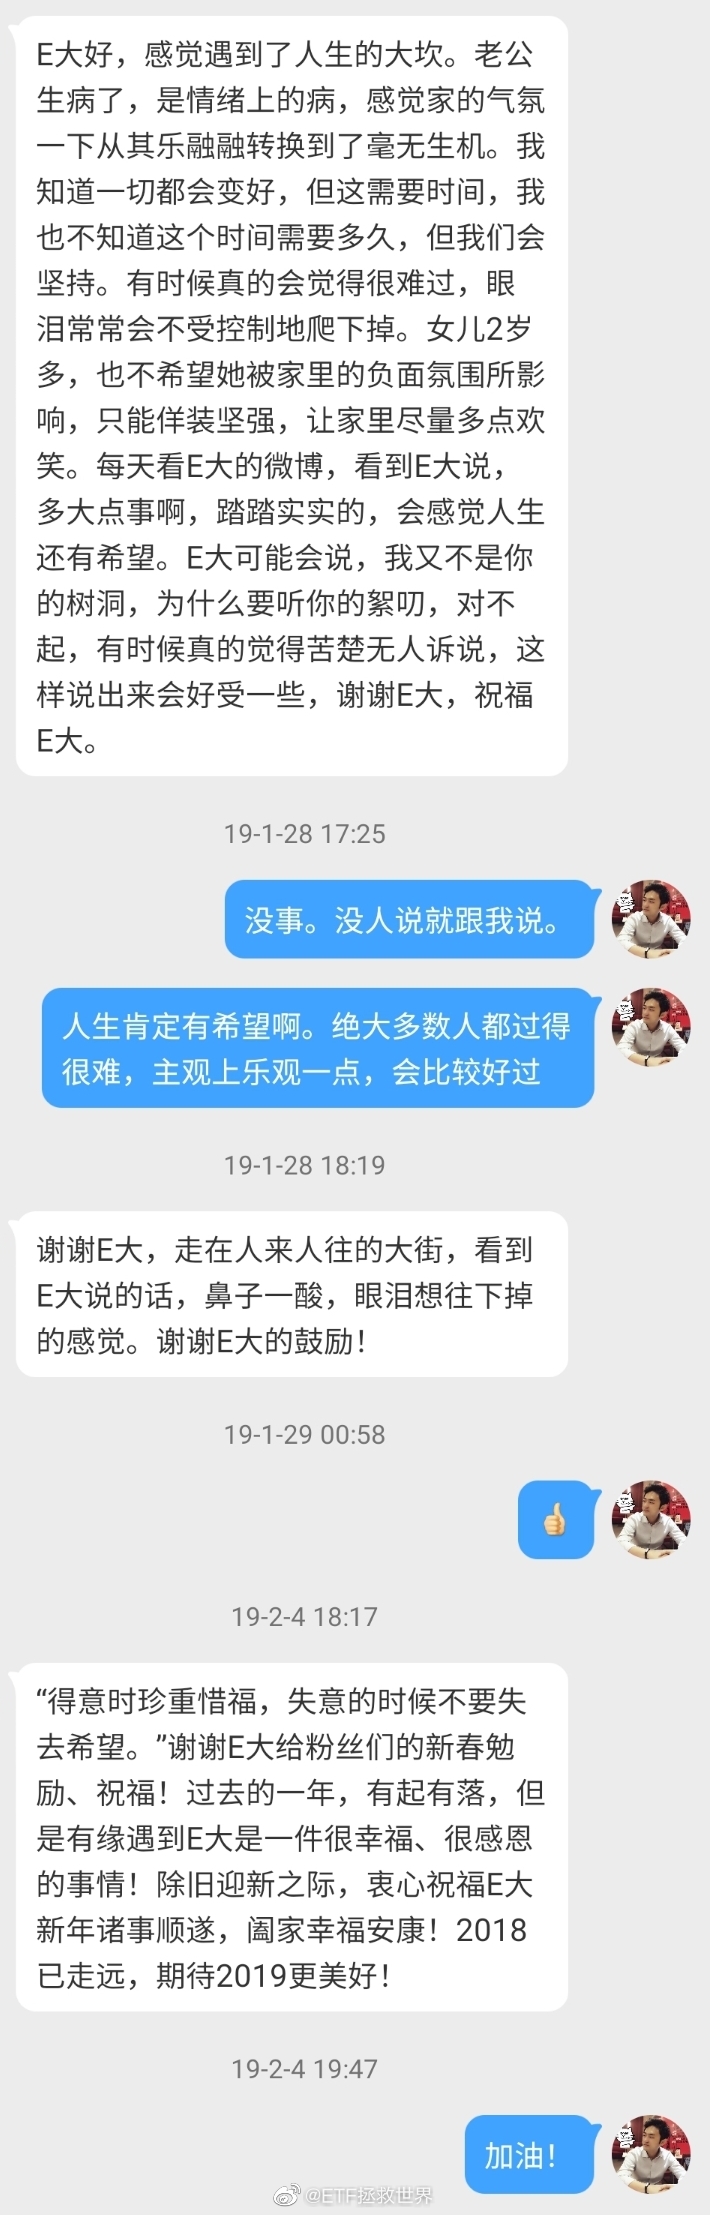 E大好，感觉遇到了人生的大坎。老公
生病了，是情绪上的病，感觉家的气氛
一下从其乐融融转换到了毫无生机。我
知道一切都会变好，但这需要时间，我
也不知道这个时间需要多久，但我们会
坚持。有时候真的会觉得很难过，眼
泪常常会不受控制地爬下掉。女儿2岁
多，也不希望她被家里的负面氛围所影
响，只能佯装坚强，让家里尽量多点欢
笑。每天看E大的微博，看到E大说，
多大点事啊，踏踏实实的，会感觉人生
还有希望。E大可能会说，我又不是你
的树洞，为什么要听你的絮叨，对不
起，有时候真的觉得苦楚无人诉说，这
样说出来会好受一些，谢谢E大，祝福
E大。
19-1-28 17:25
没事。没人说就跟我说。
人生肯定有希望啊。绝大多数人都过得
很难，主观上乐观一点，会比较好过
19-1-28 18:19
谢谢E大，走在人来人往的大街，看到
E大说的话，鼻子一酸，眼泪想往下掉
的感觉。谢谢E大的鼓励！
19-1-29 00:58
👍
19-2-4 18:17
“得意时珍重惜福，失意的时候不要失
去希望。”谢谢E大给粉丝们的新春勉
励、祝福！过去的一年，有起有落，但
是有缘遇到E大是一件很幸福、很感恩
的事情！除旧迎新之际，衷心祝福E大
新年诸事顺遂，阖家幸福安康！2018
已走远，期待2019更美好！
19-2-4 19:47
加油！
@ETF拯救世界